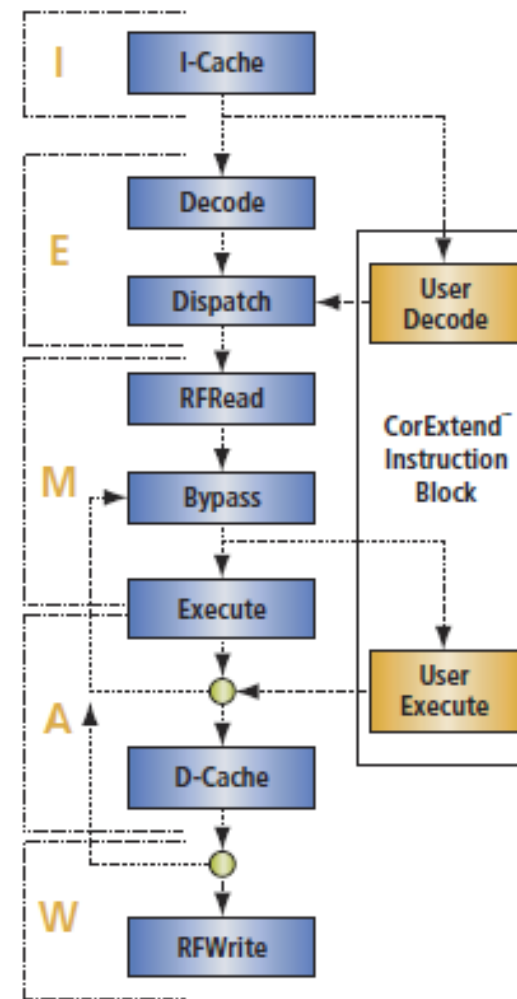 I
I-Cache
E
Decode
Dispatch
User
Decode
M
RFRead
Bypass
CorExtend™
Instruction
Block
Execute
A
User
Execute
D-Cache
W
RFWrite